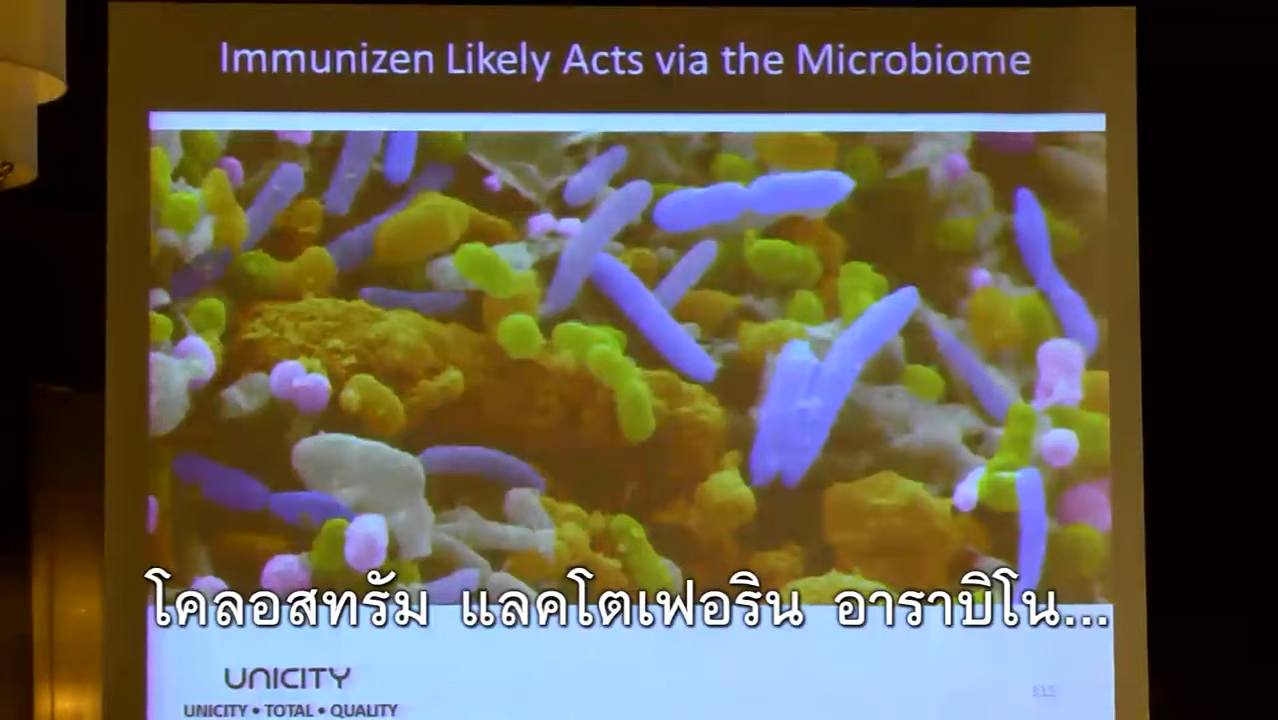 Immunizen Likely Acts via the Microbiome
โคลอสทรัม แลคโตเฟอริน อาราบิโน...
UNICITY
UNICITY • TOTAL • QUALITY